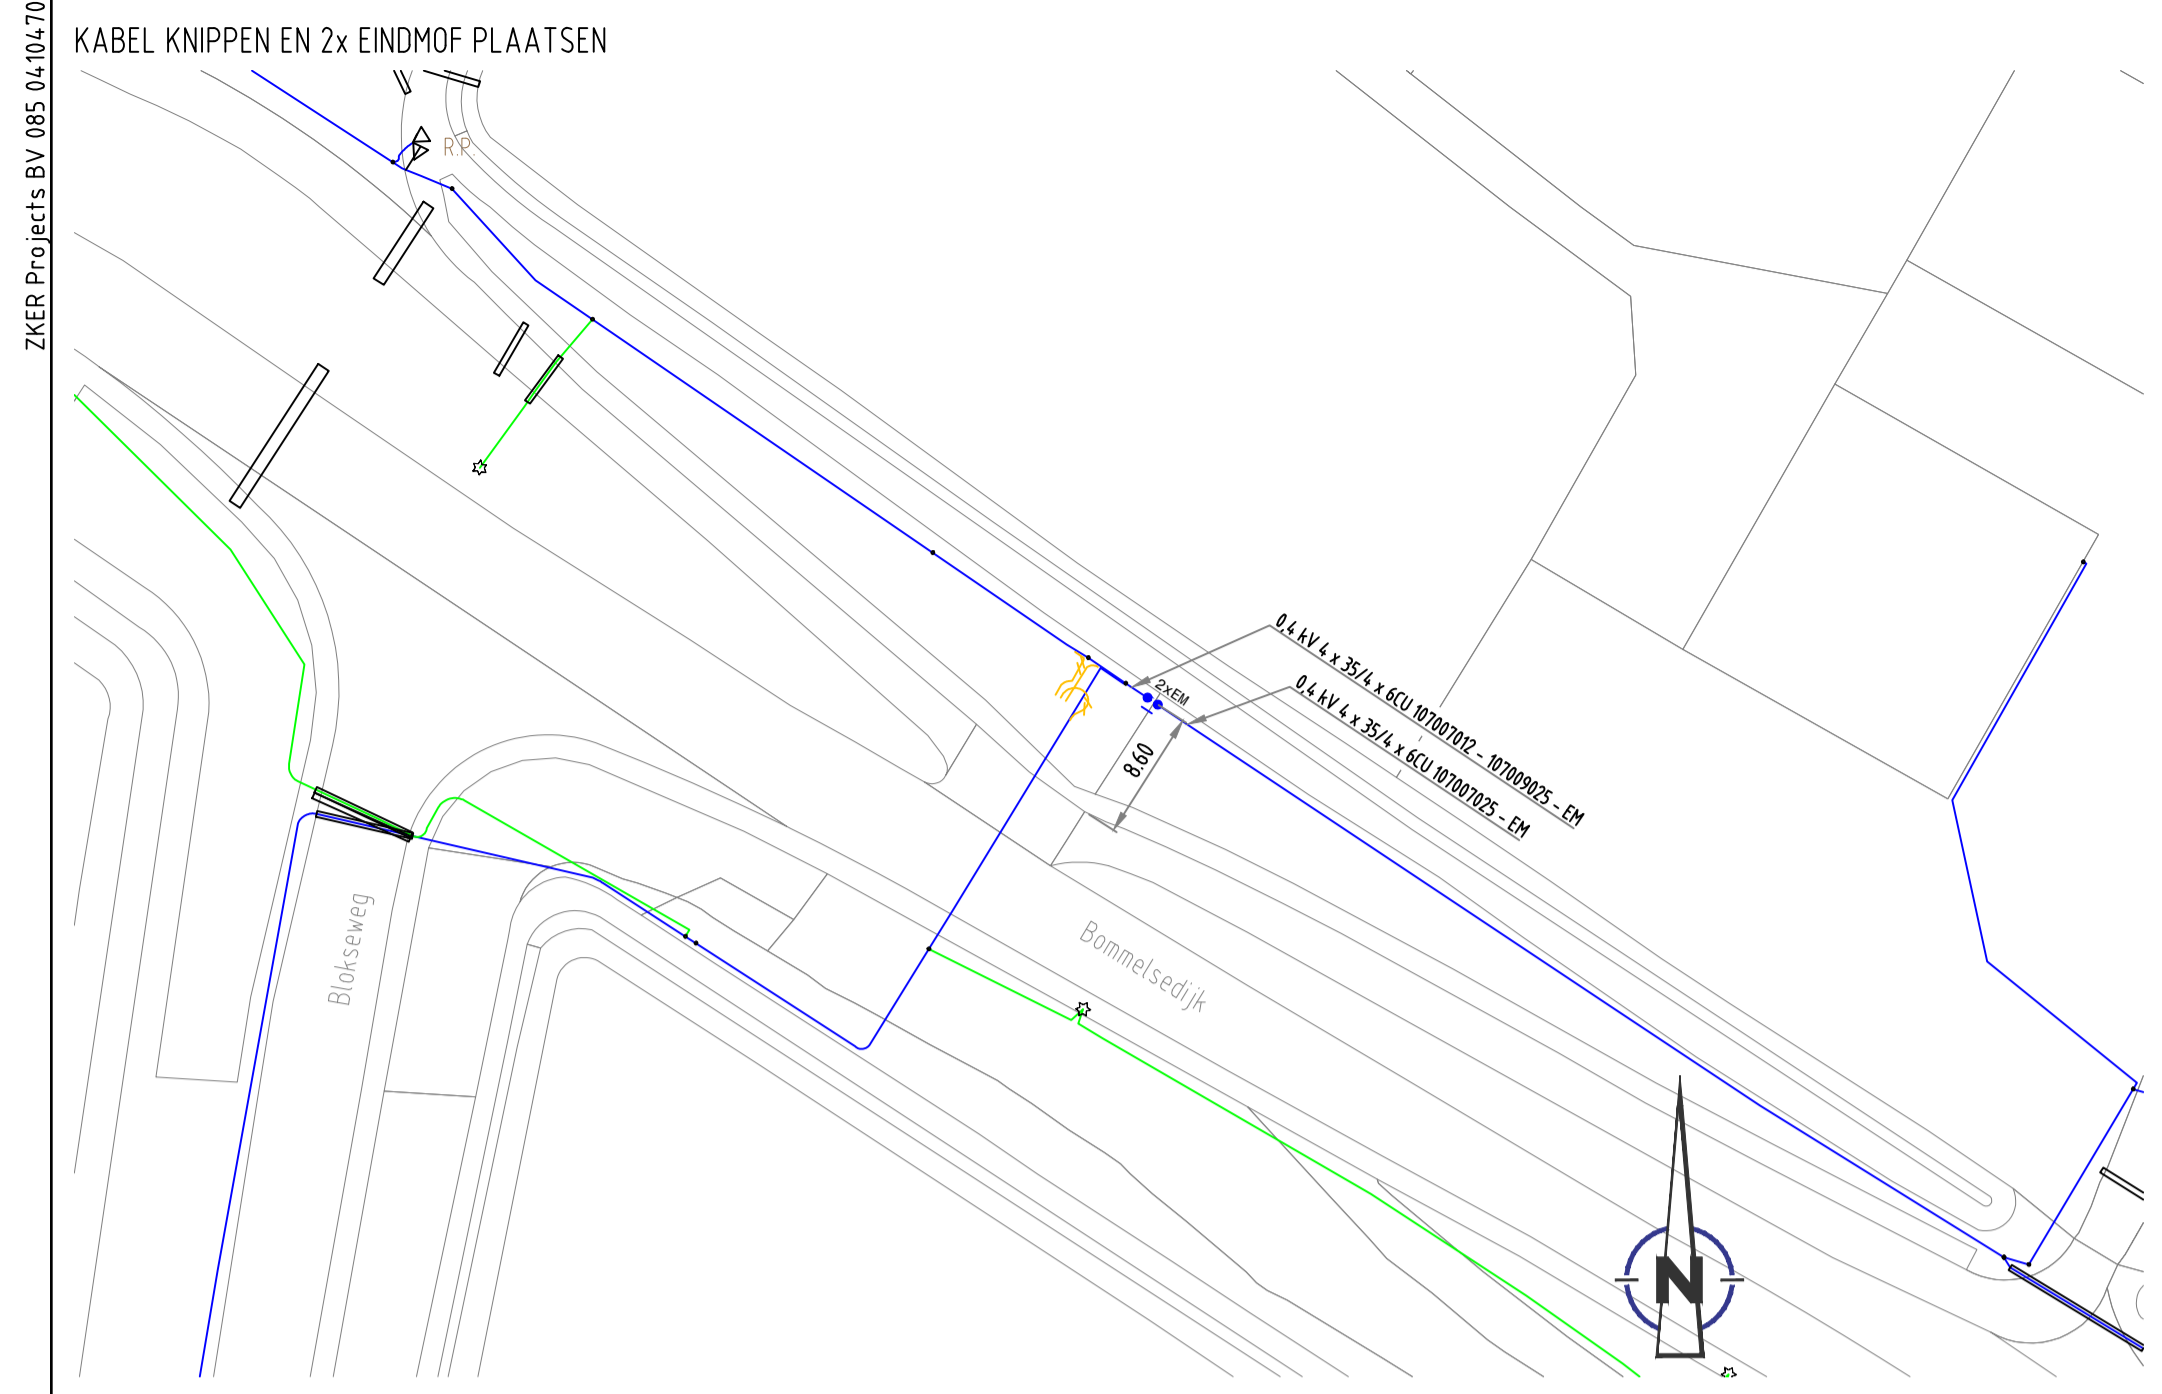 KABEL KNIPPEN EN 2x EINDMOF PLAATSEN
ZKER Projects BV 085 0410470
R.P.
0,4 kV 4 x 35/4 x 6CU 107007012 - 107009025 - EM
2xEM
0,4 kV 4 x 35/4 x 6CU 107007025 - EM
8.60
Blokseweg
Bommelsedijk
N